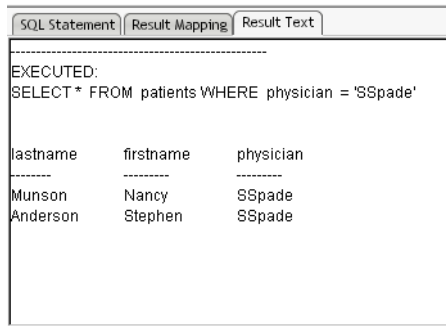 SQL Statement Result Mapping Result Text
--------------------------------------------------
EXECUTED:
SELECT * FROM patients WHERE physician = 'SSpade'
lastname firstname physician
-------- --------- ---------
Munson Nancy SSpade
Anderson Stephen SSpade